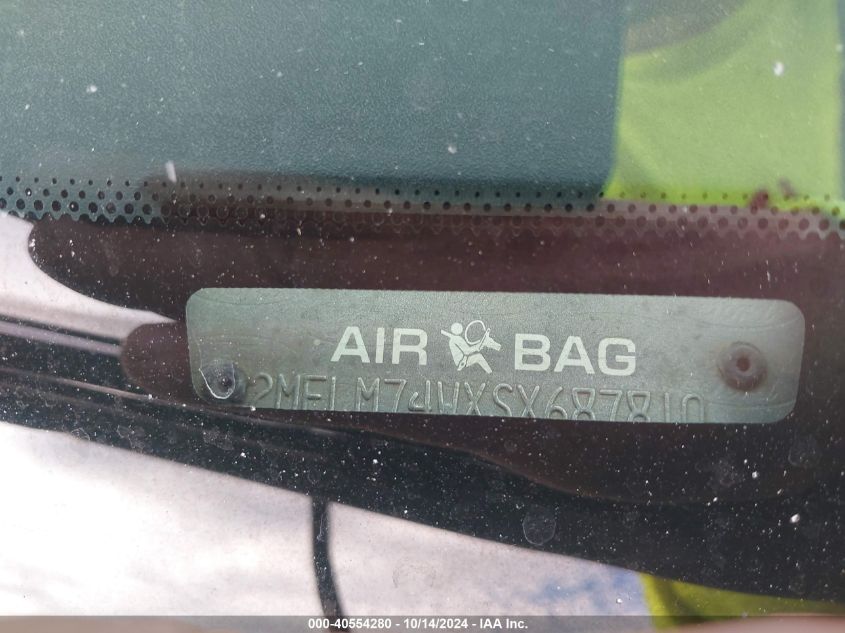 AIR BAG
2MELM74WXSX687810
000-40554280 - 10/14/2024 - IAA Inc.